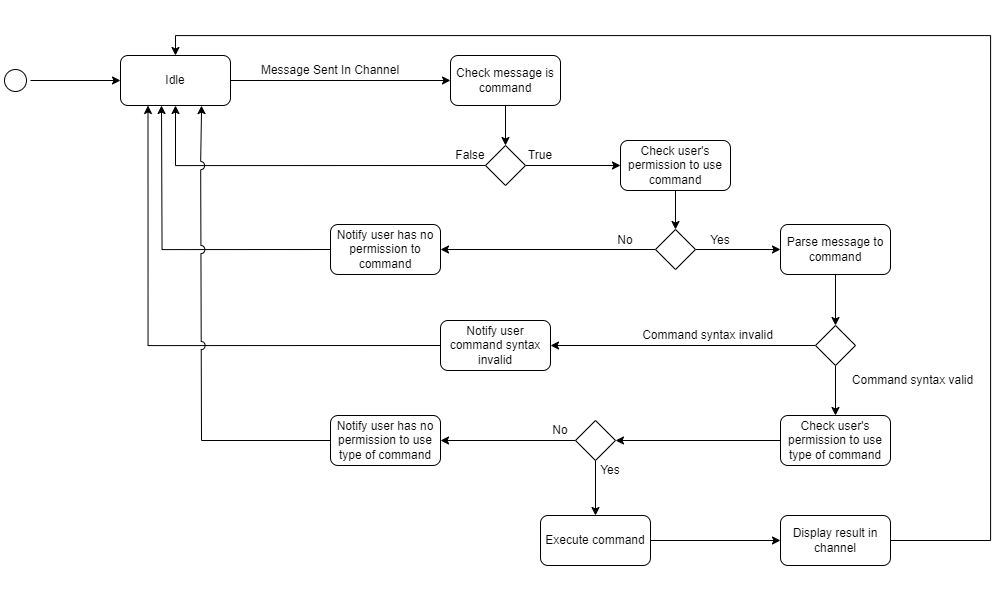 Idle
Message Sent In Channel
Check message is
command
False
True
Check user's
permission to use
command
Notify user has no
permission to
command
No
Yes
Parse message to
command
Notify user
command syntax
invalid
Command syntax invalid
Command syntax valid
Notify user has no
permission to use
type of command
No
Yes
Check user's
permission to use
type of command
Execute command
Display result in
channel